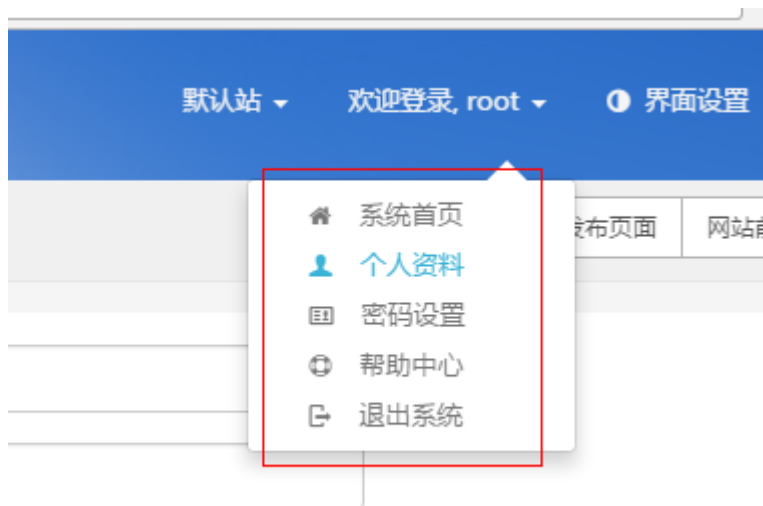 默认站 欢迎登录, root 界面设置
系统首页
布页面 网站
个人资料
密码设置
帮助中心
退出系统